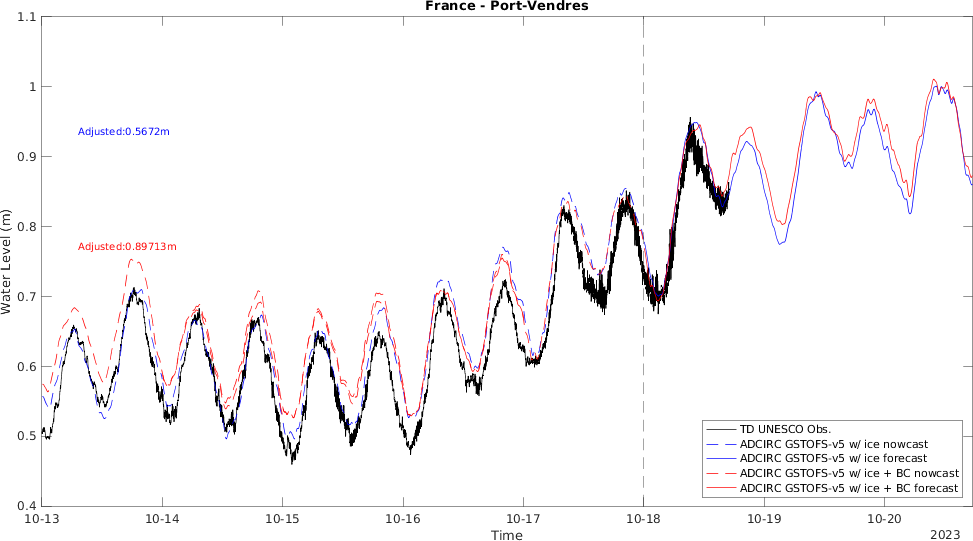 France - Port-Vendres
1.1
1
0.9
0.8
0.7
0.6
0.5
0.4
Water Level (m)
Adjusted:0.5672m
Adjusted:0.89713m
TD UNESCO Obs.
ADCIRC GSTOFS-v5 w/ ice nowcast
ADCIRC GSTOFS-v5 w/ ice forecast
ADCIRC GSTOFS-v5 w/ ice + BC nowcast
ADCIRC GSTOFS-v5 w/ ice + BC forecast
10-13 10-14 10-15 10-16 10-17 10-18 10-19 10-20
Time
2023